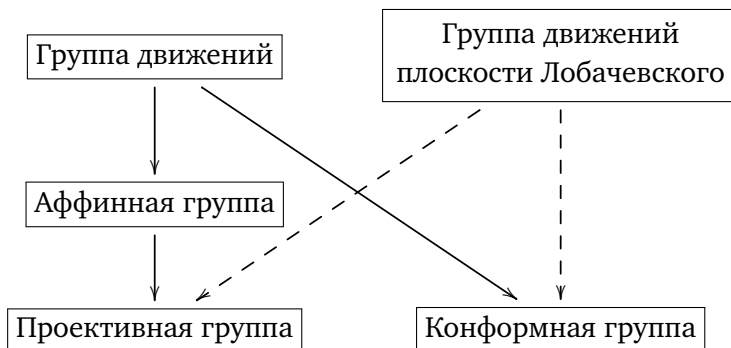 Группа движений
Группа движений
плоскости Лобачевского
Аффинная группа
Проективная группа
Конформная группа